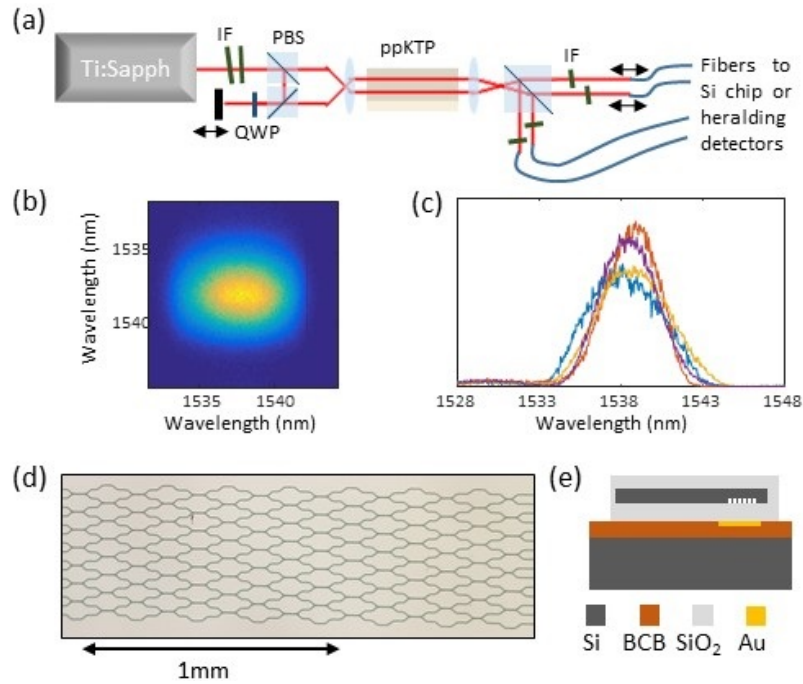 (a)
IF
PBS
ppKTP
IF
Ti:Sapph
QWP
Fibers to
Si chip or
heralding
detectors
(b)
Wavelength (nm)
1535
1540
1535 1540
Wavelength (nm)
(c)
1528 1533 1538 1543 1548
Wavelength (nm)
(d)
1mm
(e)
Si BCB SiO₂ Au